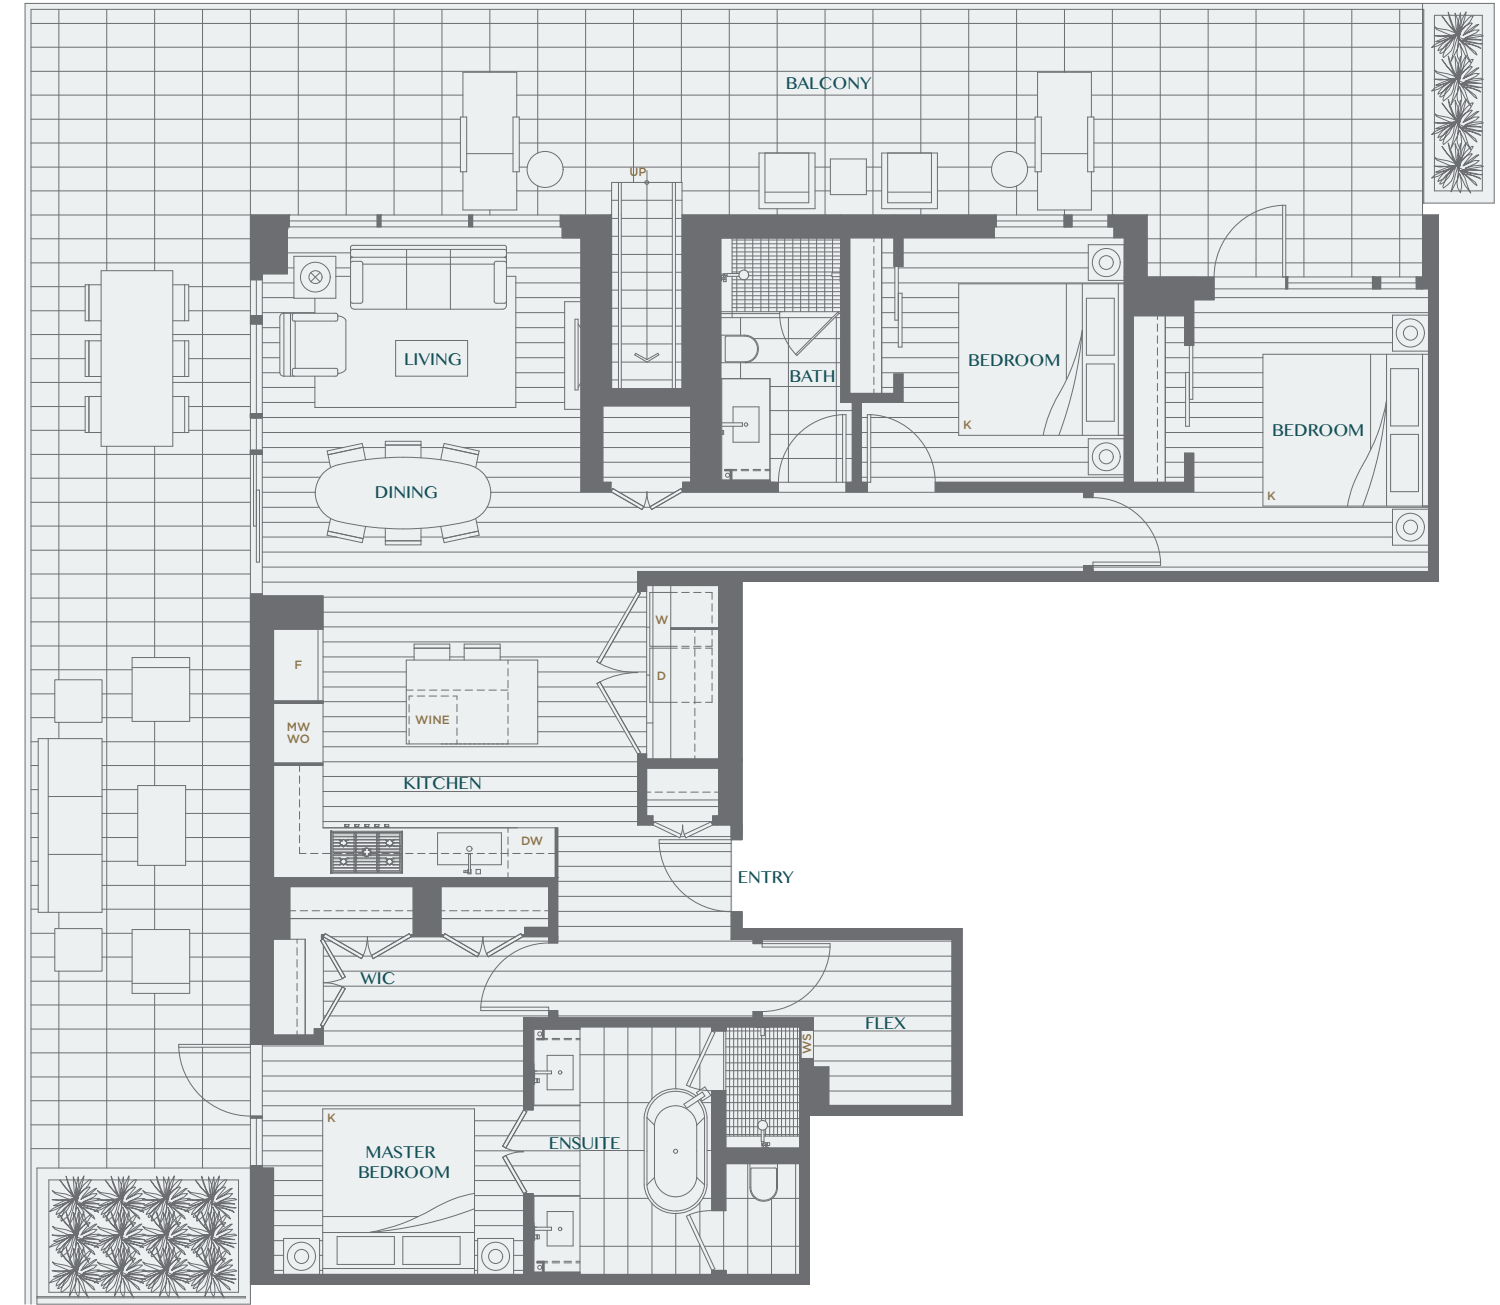 BALCONY
UP
LIVING
BATH
BEDROOM
K
BEDROOM
K
DINING
W
D
F
MW
WO
WINE
KITCHEN
DW
ENTRY
WIC
FLEX
WS
K
MASTER
BEDROOM
ENSUITE